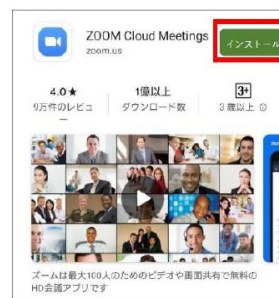 ZOOM Cloud Meetings
zoom.us
インストール
4.0★
9万件のレビュ
ー
1億以上
ダウンロード数
3+
3 歳以上
ズームは最大100人のためのビデオや画面共有で無料の
HD会議アプリです